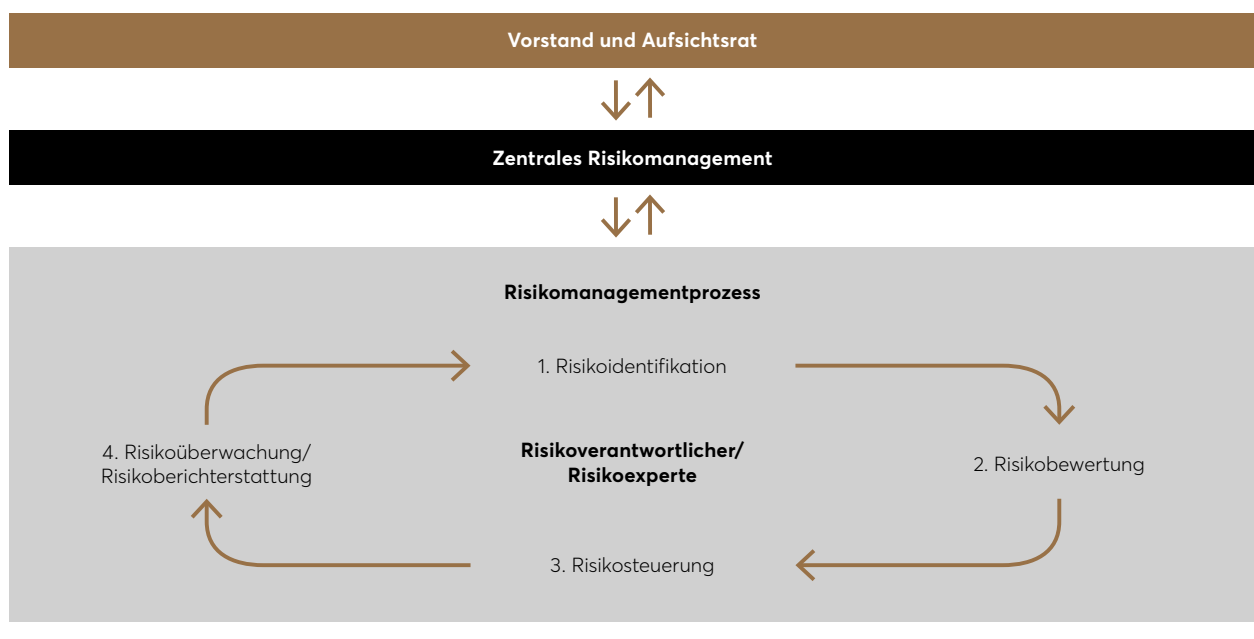 Vorstand und Aufsichtsrat
Zentrales Risikomanagement
Risikomanagementprozess
1. Risikoidentifikation
4. Risikoüberwachung/
Risikoberichterstattung
Risikoverantwortlicher/
Risikoexperte
2. Risikobewertung
3. Risikosteuerung